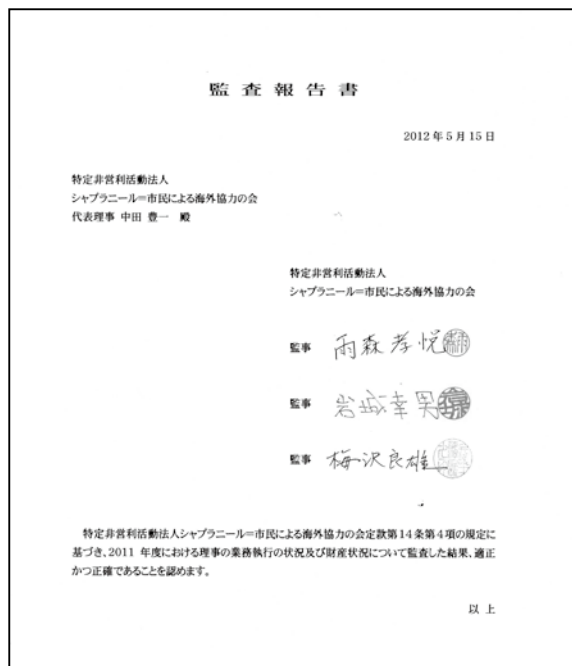 監査報告書
2012年5月15日
特定非営利活動法人
シャプラニール=市民による海外協力の会
代表理事 中田 豊一 殿
特定非営利活動法人
シャプラニール=市民による海外協力の会
監事 雨森孝悦
監事 岩城幸男
監事 梅沢良雄
特定非営利活動法人シャプラニール=市民による海外協力の会定款第14条第4項の規定に
基づき、2011 年度における理事の業務執行の状況及び財産状況について監査した結果、適正
かつ正確であることを認めます。
以上